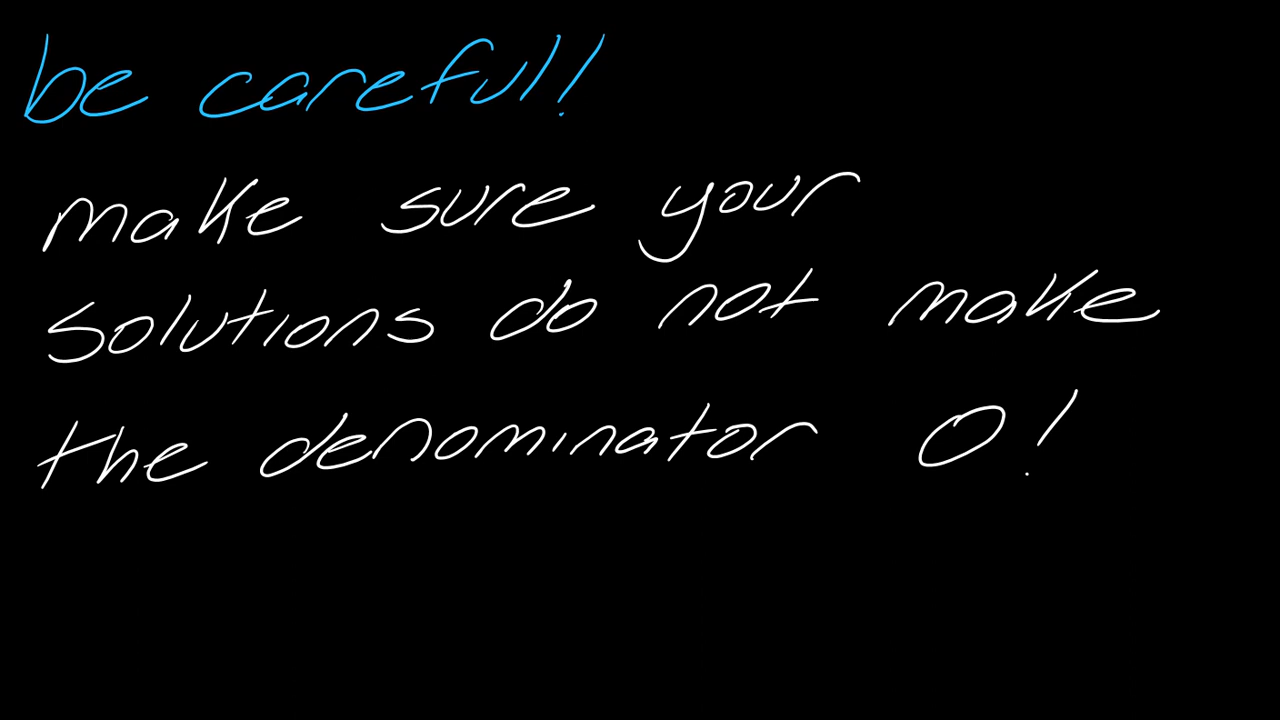 be careful!
make sure your
solutions do not make
the denominator 0!